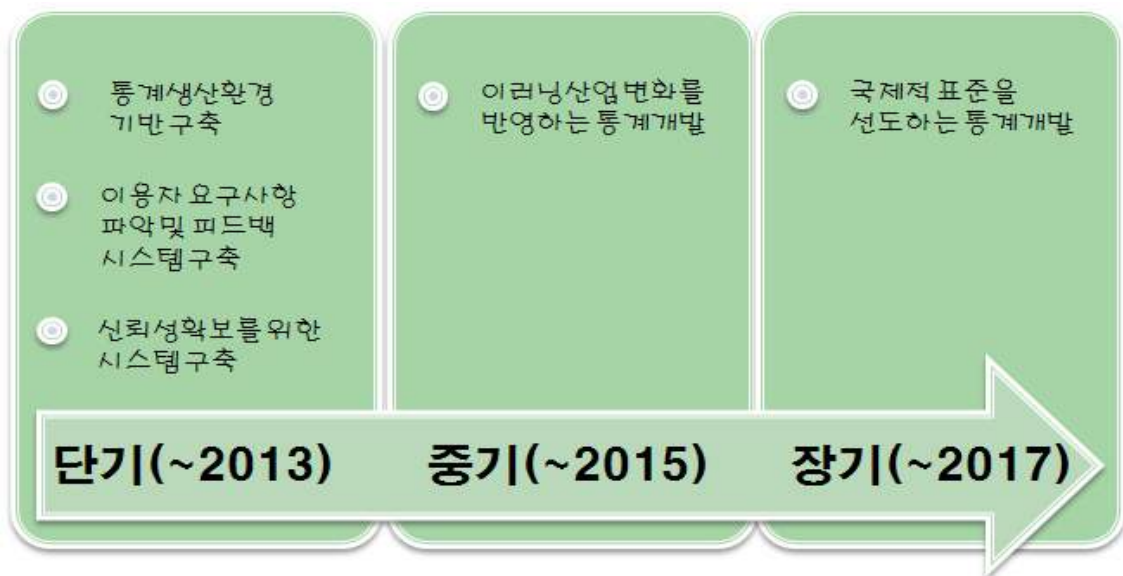 통계생산환경
기반 구축
이용자 요구사항
파악 및 피드백
시스템 구축
신뢰성확보를 위한
시스템 구축
이러닝산업 변화를
반영하는 통계개발
국제적 표준을
선도하는 통계개발
단기(~2013)
중기(~2015)
장기(~2017)